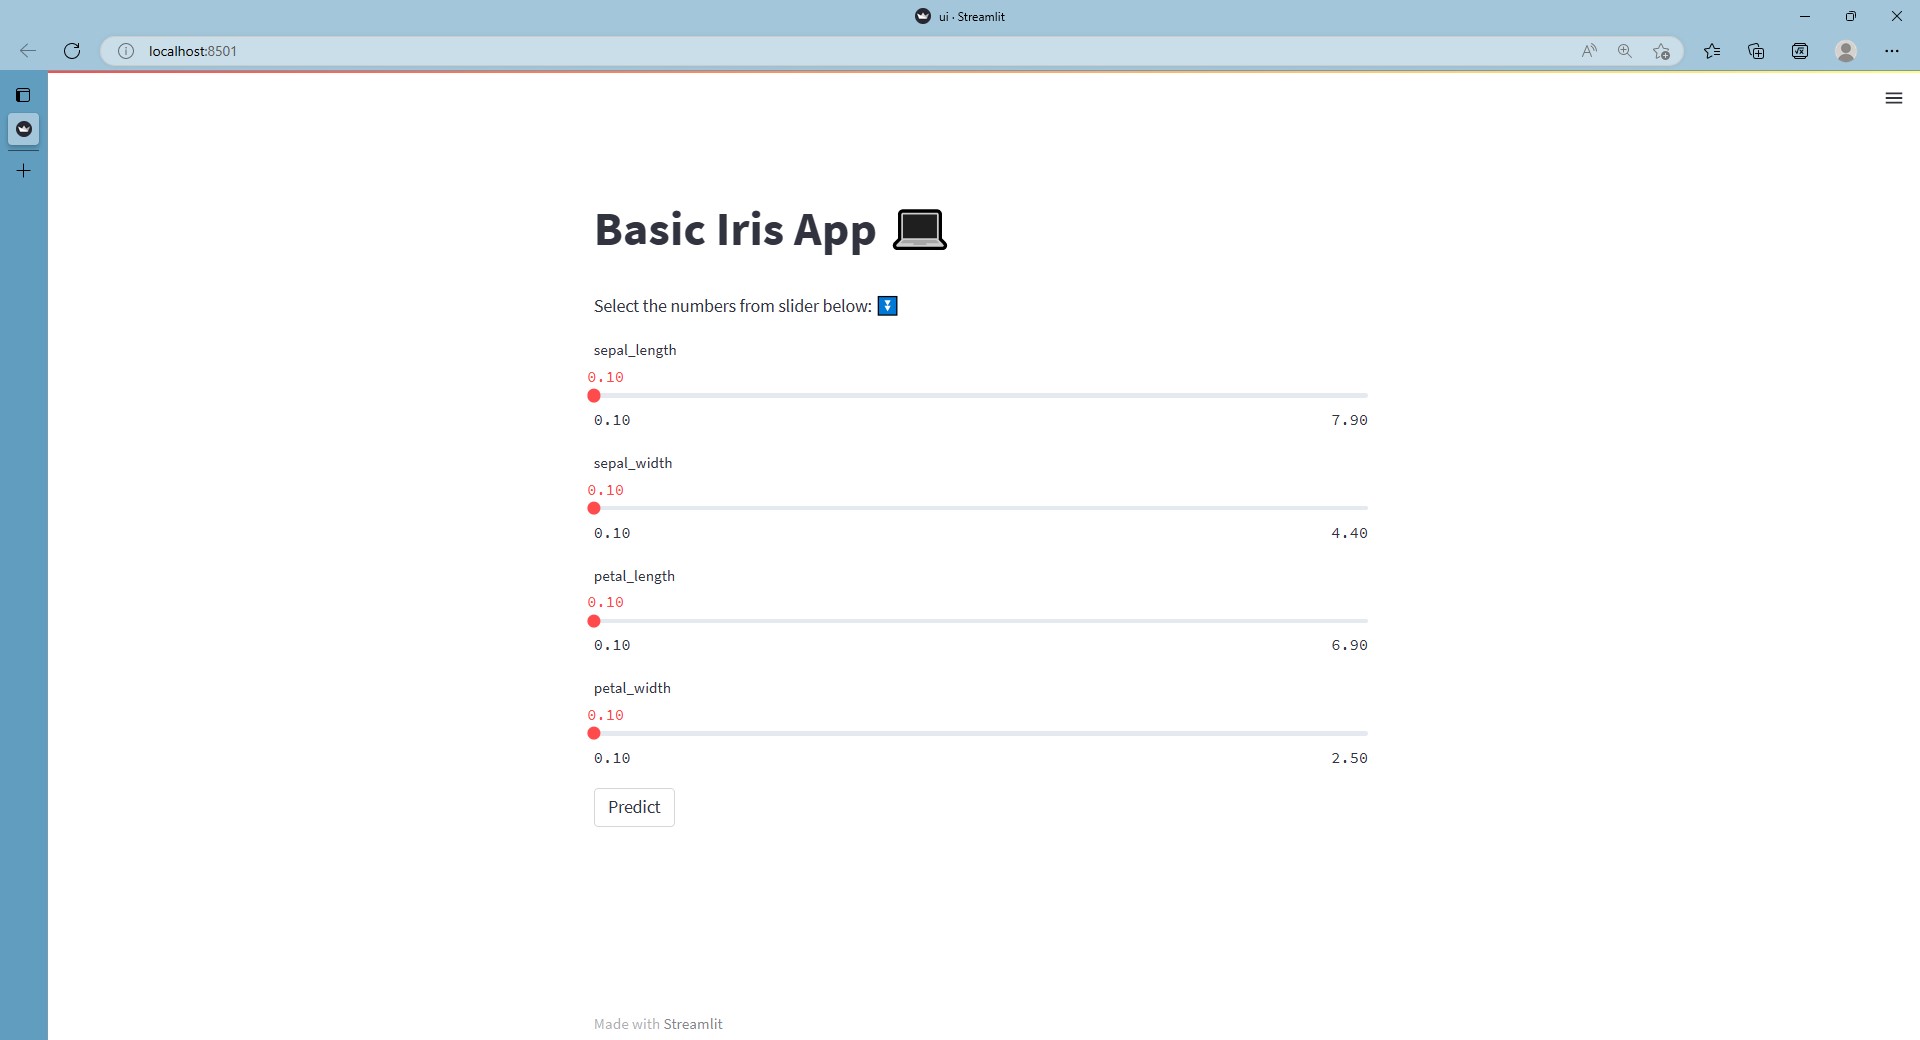 ui · Streamlit
localhost:8501
Basic Iris App
Select the numbers from slider below:
sepal_length
0.10
0.10 7.90
sepal_width
0.10
0.10 4.40
petal_length
0.10
0.10 6.90
petal_width
0.10
0.10 2.50
Predict
Made with Streamlit